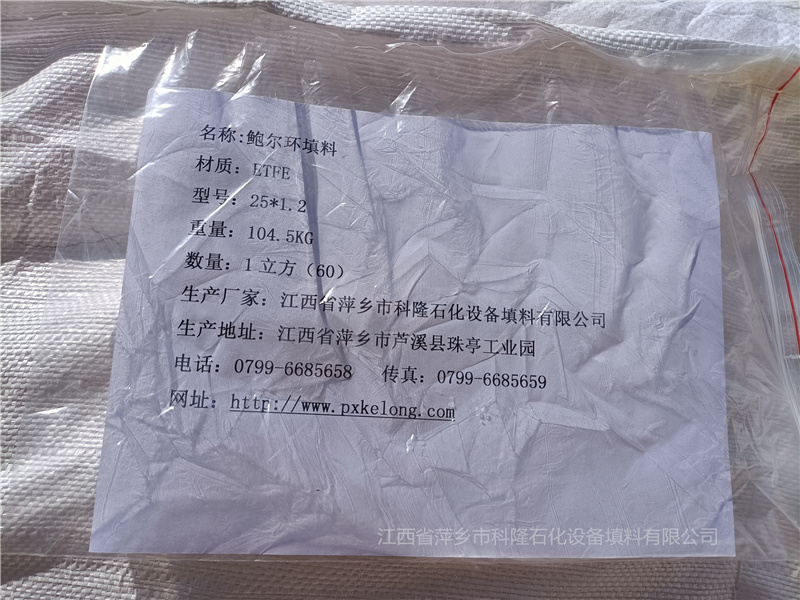 名称:鲍尔环填料
材质：ETFE
型号：25*1.2
重量：104.5KG
数量：1立方（60）
生产厂家：江西省萍乡市科隆石化设备填料有限公司
生产地址：江西省萍乡市芦溪县珠亭工业园
电话：0799-6685658 传真：0799-6685659
网址：http://www.pxkelong.com
江西省萍乡市科隆石化设备填料有限公司